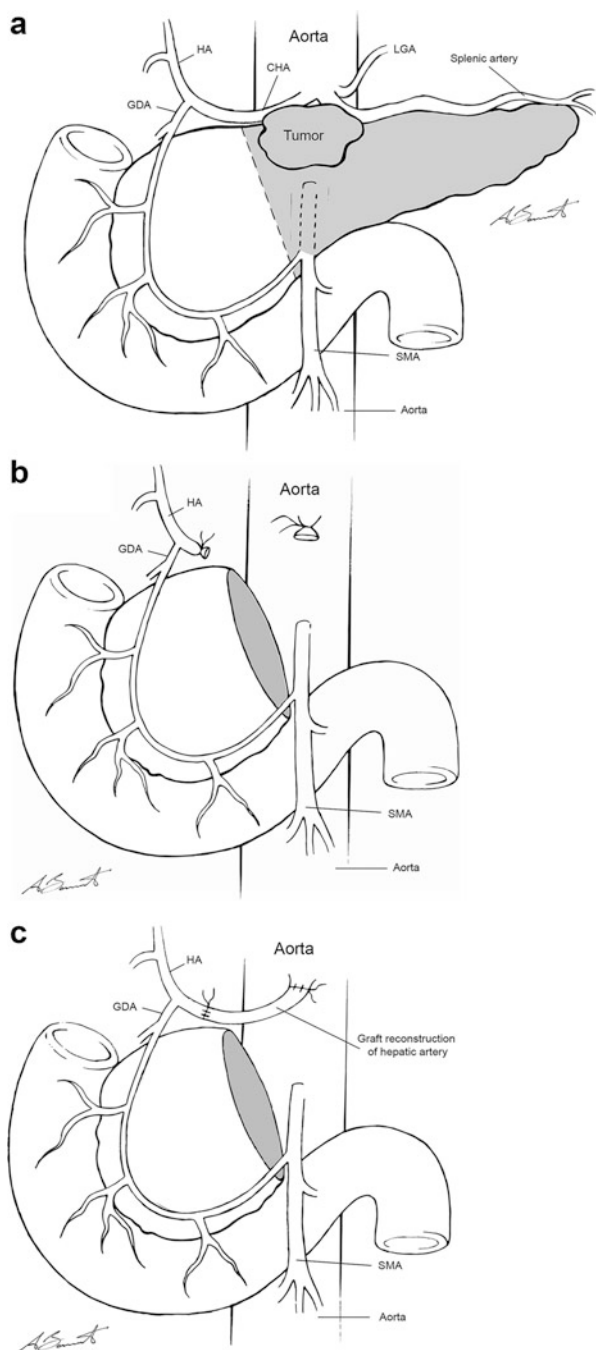 a
Aorta
HA
LGA
CHA
Splenic artery
GDA
Tumor
SMA
Aorta
b
Aorta
HA
GDA
SMA
Aorta
c
Aorta
HA
GDA
Graft reconstruction
of hepatic artery
SMA
Aorta